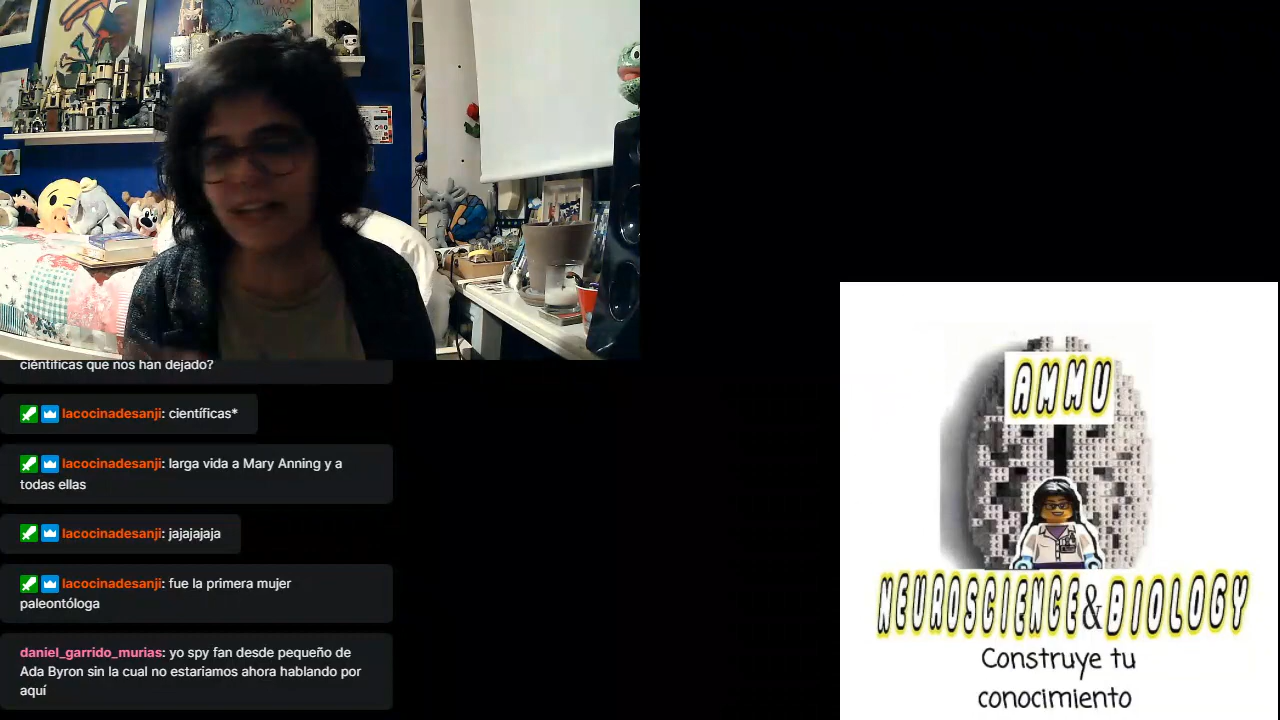 ciéntificas que nos han dejado?
lacocinadesanji: científicas*
lacocinadesanji: larga vida a Mary Anning y a
todas ellas
lacocinadesanji: jajajajaja
lacocinadesanji: fue la primera mujer
paleontóloga
daniel_garrido_murias: yo spy fan desde pequeño de
Ada Byron sin la cual no estariamos ahora hablando por
aquí
AMMU
NEUROSCIENCE&BIOLOGY
Construye tu
conocimiento